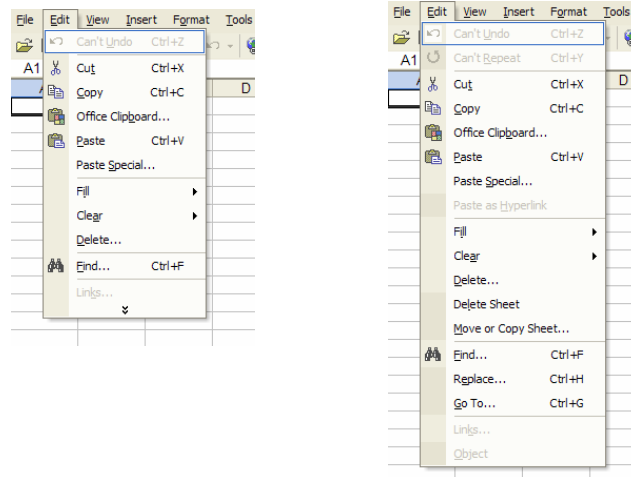 File Edit View Insert Format Tools
Can't Undo Ctrl+Z
A1
Cut Ctrl+X
Copy Ctrl+C
D
Office Clipboard...
Paste Ctrl+V
Paste Special...
Fill
Clear
Delete...
Find... Ctrl+F
Links...
File Edit View Insert Format Tools
Can't Undo Ctrl+Z
Can't Repeat Ctrl+Y
A1
Cut Ctrl+X
D
Copy Ctrl+C
Office Clipboard...
Paste Ctrl+V
Paste Special...
Paste as Hyperlink
Fill
Clear
Delete...
Delete Sheet
Move or Copy Sheet...
Find... Ctrl+F
Replace... Ctrl+H
Go To... Ctrl+G
Links...
Object